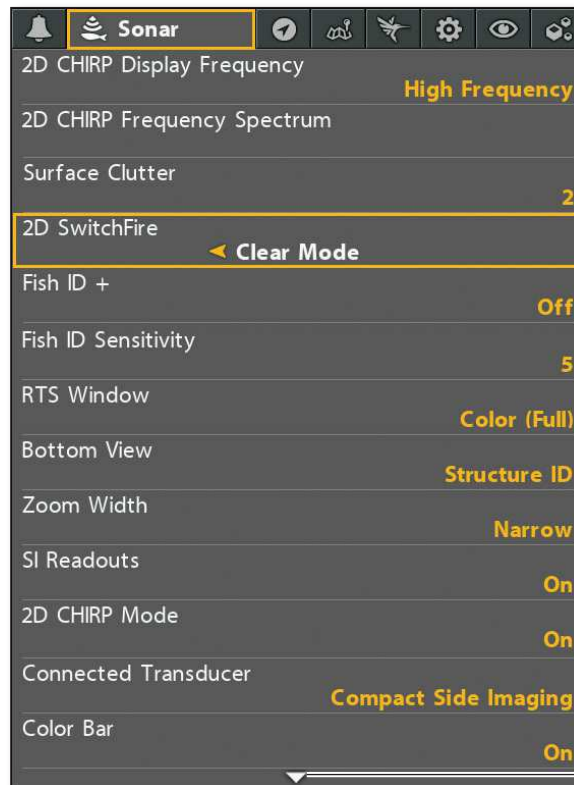 Sonar
2D CHIRP Display Frequency
High Frequency
2D CHIRP Frequency Spectrum
Surface Clutter
2
2D SwitchFire
Clear Mode
Fish ID +
Off
Fish ID Sensitivity
5
RTS Window
Color (Full)
Bottom View
Structure ID
Zoom Width
Narrow
SI Readouts
On
2D CHIRP Mode
On
Connected Transducer
Compact Side Imaging
Color Bar
On